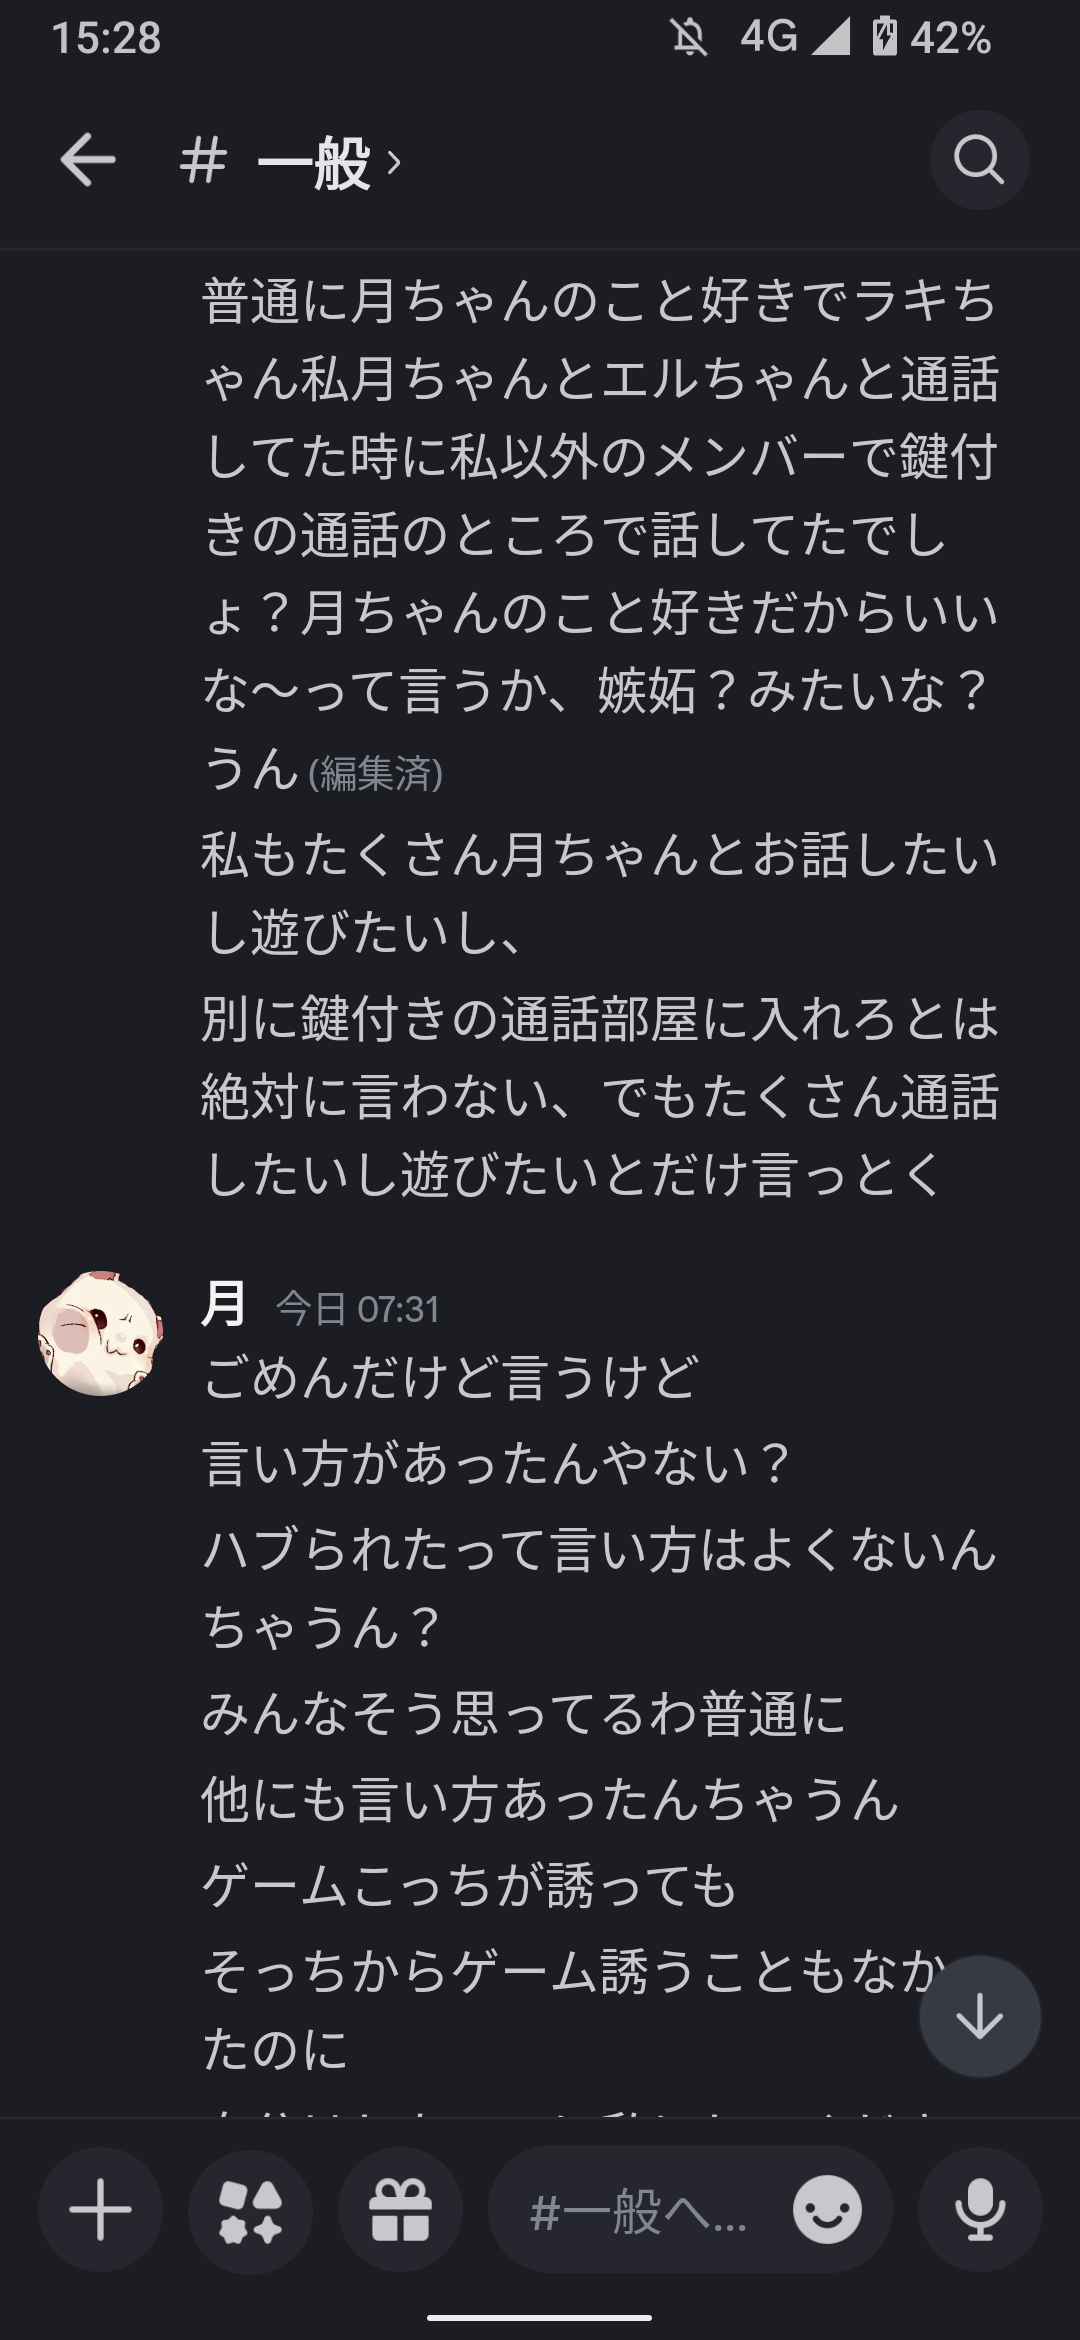 15:28 4G 42%
# 一般 ›
普通に月ちゃんのこと好きでラキち
ゃん私月ちゃんとエルちゃんと通話
してた時に私以外のメンバーで鍵付
きの通話のところで話してたでし
ょ？月ちゃんのこと好きだからいい
な〜って言うか、嫉妬？みたいな？
うん (編集済)
私もたくさん月ちゃんとお話したい
し遊びたいし、
別に鍵付きの通話部屋に入れろとは
絶対に言わない、でもたくさん通話
したいし遊びたいとだけ言っとく
月 今日 07:31
ごめんだけど言うけど
言い方があったんやない？
ハブられたって言い方はよくないん
ちゃうん？
みんなそう思ってるわ普通に
他にも言い方あったんちゃうん
ゲームこっちが誘っても
そっちからゲーム誘うこともなか
たのに
#一般へ...